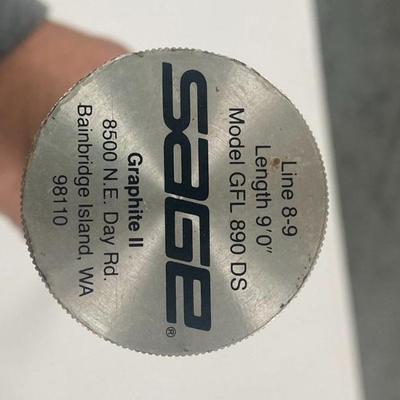 Line 8-9
Length 9'0"
Model GFL 890 DS
SAGE®
Graphite II
8500 N.E. Day Rd.
Bainbridge Island, WA
98110